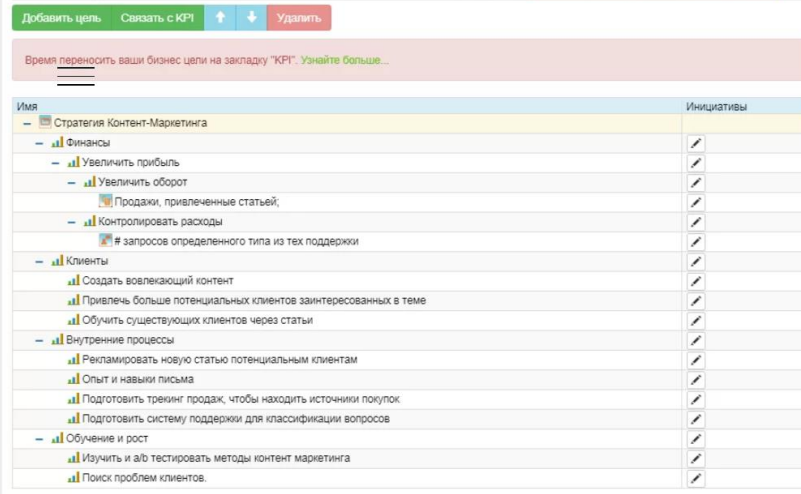 Добавить цель Связать с KPI Удалить
Время переносить ваши бизнес цели на закладку "KPI". Узнайте больше...
Имя Инициативы
Стратегия Контент-Маркетинга
Финансы
Увеличить прибыль
Увеличить оборот
Продажи, привлеченные статьей;
Контролировать расходы
# запросов определенного типа из тех поддержки
Клиенты
Создать вовлекающий контент
Привлечь больше потенциальных клиентов заинтересованных в теме
Обучить существующих клиентов через статьи
Внутренние процессы
Рекламировать новую статью потенциальным клиентам
Опыт и навыки письма
Подготовить трекинг продаж, чтобы находить источники покупок
Подготовить систему поддержки для классификации вопросов
Обучение и рост
Изучить и a/b тестировать методы контент маркетинга
Поиск проблем клиентов.